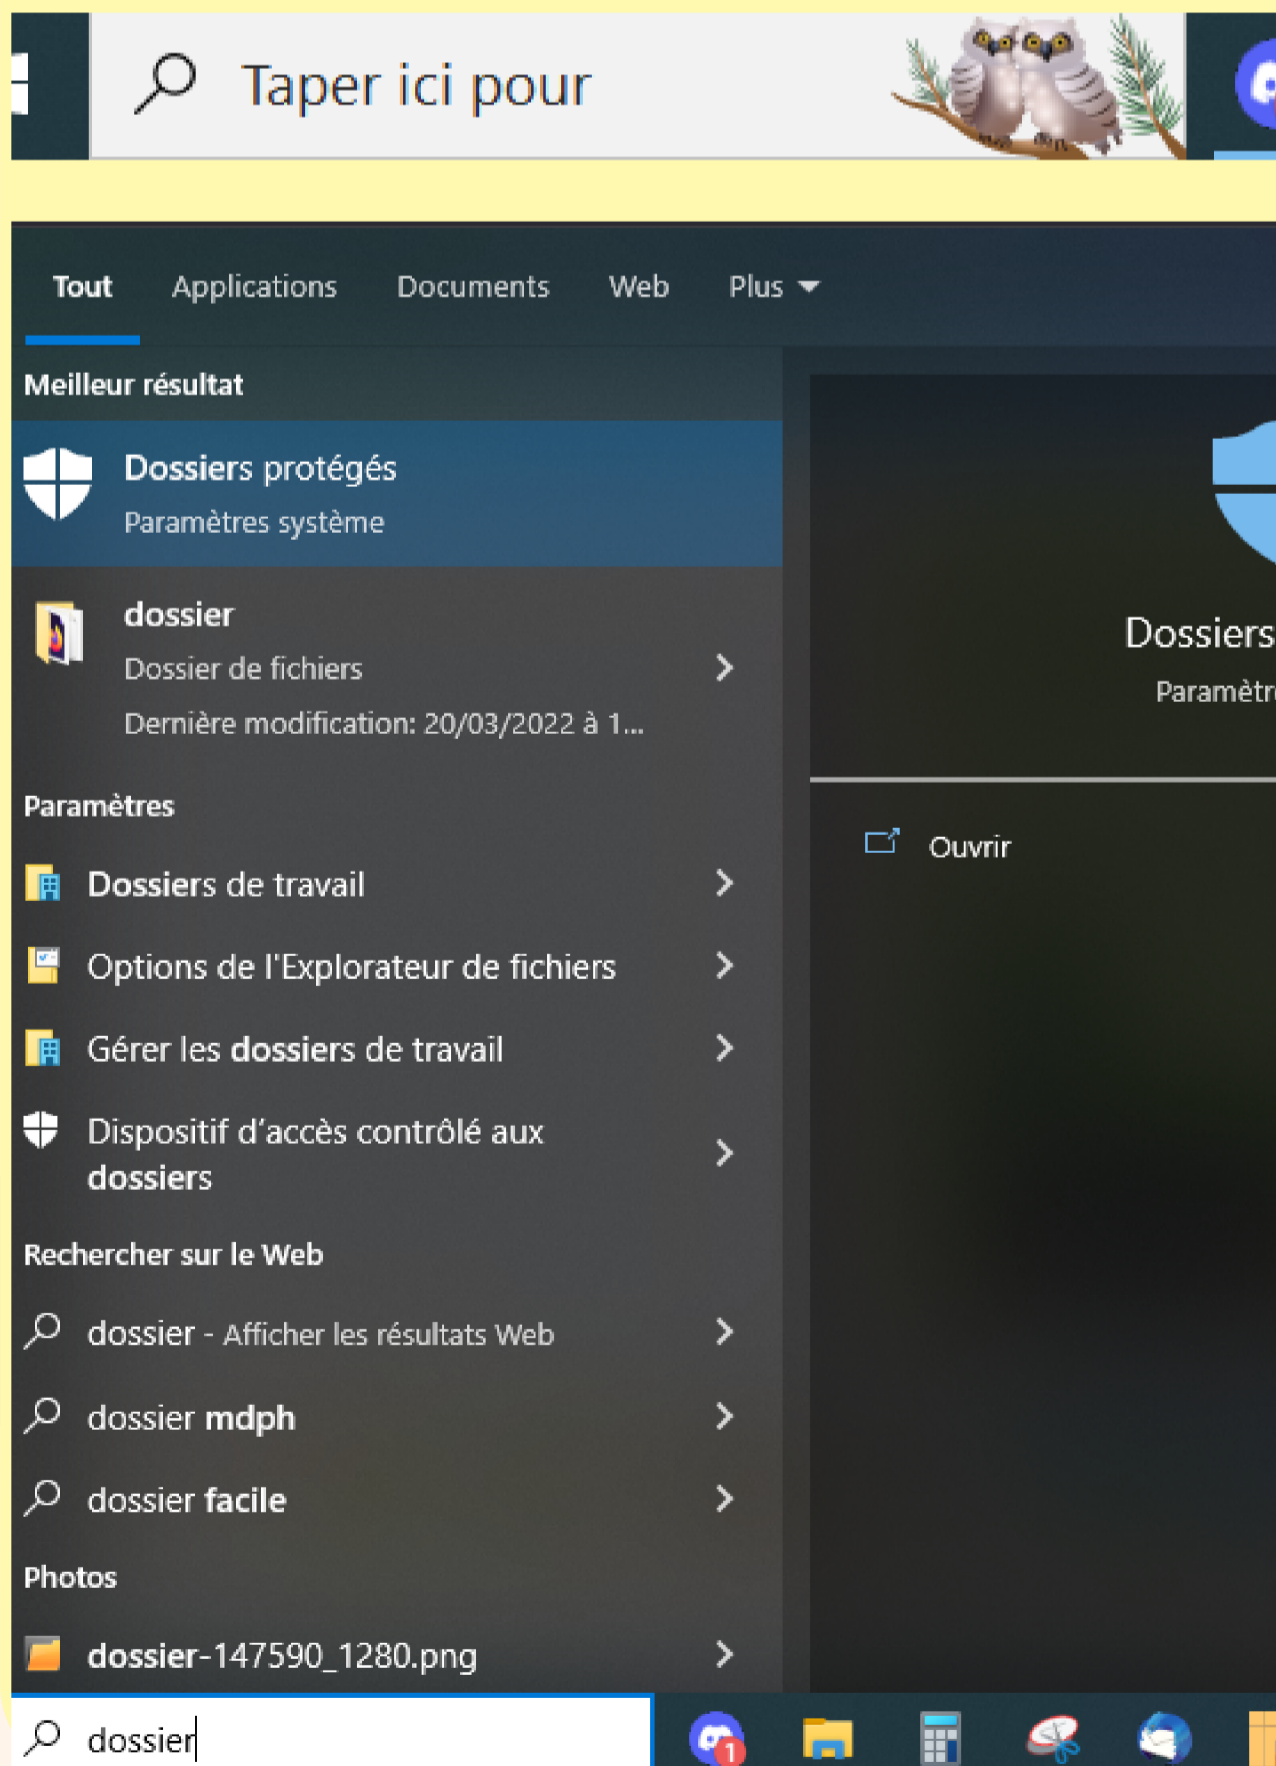 Taper ici pour
Tout Applications Documents Web Plus
Meilleur résultat
Dossiers protégés
Paramètres système
dossier
Dossier de fichiers
Dernière modification: 20/03/2022 à 1...
Dossiers
Paramètres
Dossiers de travail
Options de l'Explorateur de fichiers
Gérer les dossiers de travail
Dispositif d’accès contrôlé aux
dossiers
Ouvrir
Rechercher sur le Web
dossier - Afficher les résultats Web
dossier mdph
dossier facile
Photos
dossier-147590_1280.png
dossier
1